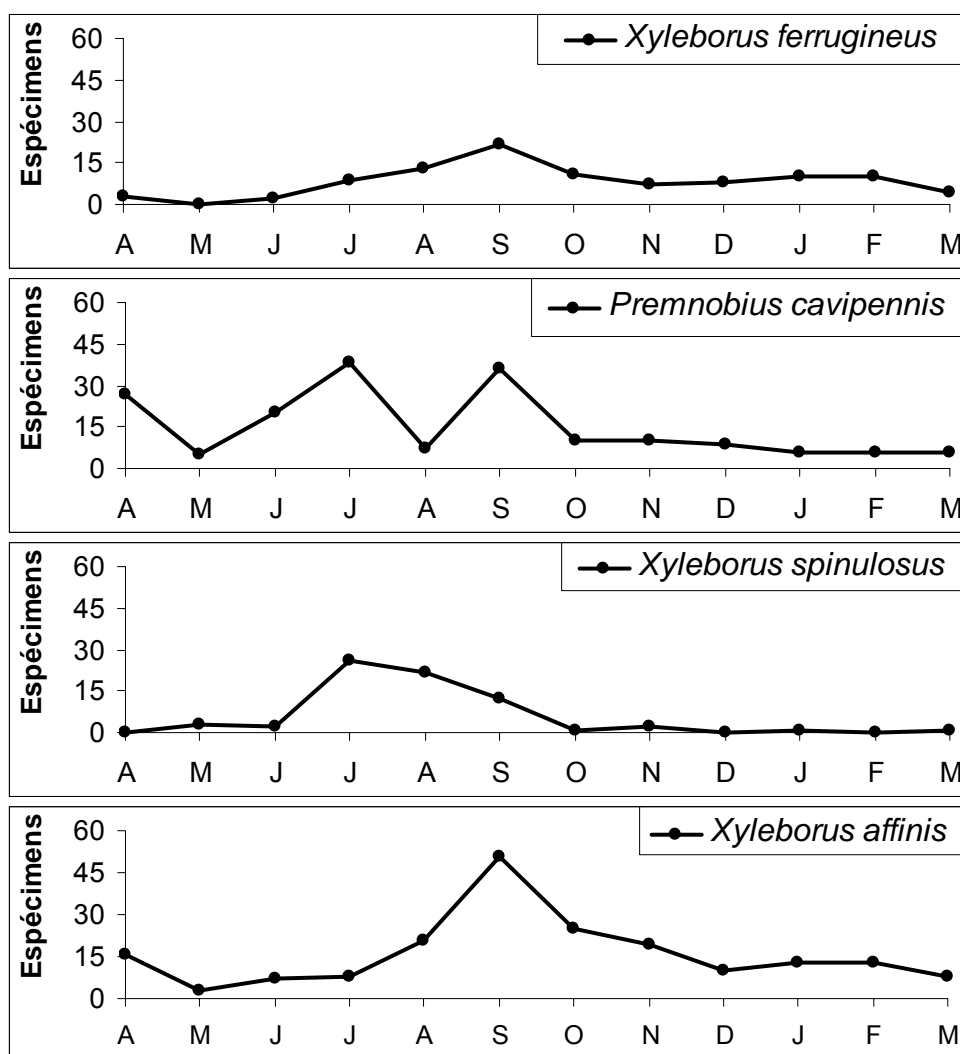 Xyleborus ferrugineus
Espécimens
60
45
30
15
0
A M J J A S O N D J F M
Premnobius cavipennis
Espécimens
60
45
30
15
0
A M J J A S O N D J F M
Xyleborus spinulosus
Espécimens
60
45
30
15
0
A M J J A S O N D J F M
Xyleborus affinis
Espécimens
60
45
30
15
0
A M J J A S O N D J F M